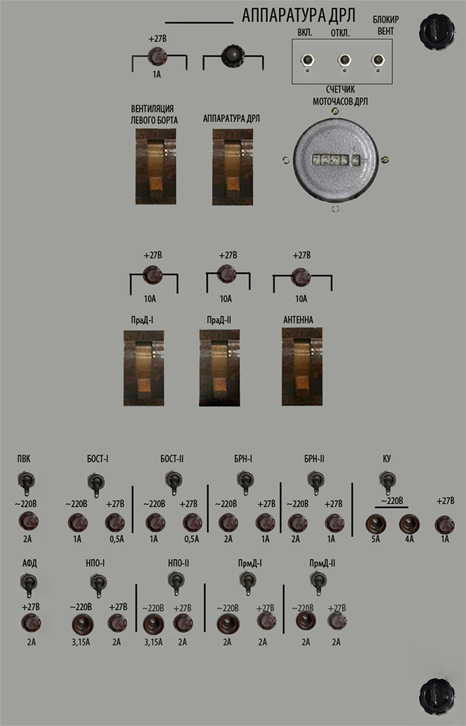 АППАРАТУРА ДРЛ
+27В
1А
ВКЛ. ОТКЛ.
БЛОКИР
ВЕНТ
СЧЕТЧИК
МОТОЧАСОВ ДРЛ
ВЕНТИЛЯЦИЯ
ЛЕВОГО БОРТА
АППАРАТУРА ДРЛ
+27В +27В +27В
10А 10А 10А
ПраД-I ПраД-II АНТЕННА
ПВК БОСТ-I БОСТ-II БРН-I БРН-II КУ
~220В ~220В +27В ~220В +27В ~220В +27В ~220В +27В ~220В +27В
2А 1А 0,5А 1А 0,5А 2А 1А 2А 1А 5А 4А 1А
АФД НПО-I НПО-II ПрмД-I ПрмД-II
+27В ~220В +27В ~220В +27В ~220В +27В ~220В +27В
2А 3,15А 2А 3,15А 2А 2А 2А 2А 2А